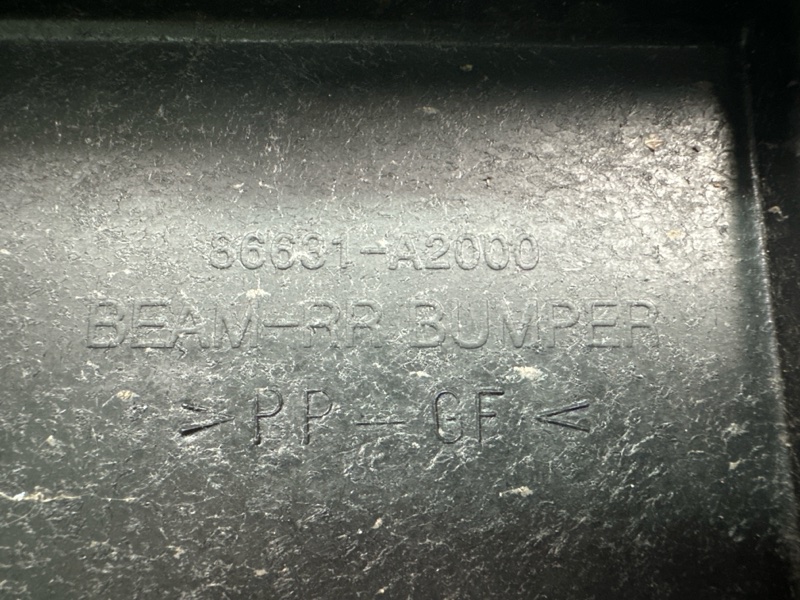 86631-A2000
BEAM-RR BUMPER
>PP-GF<